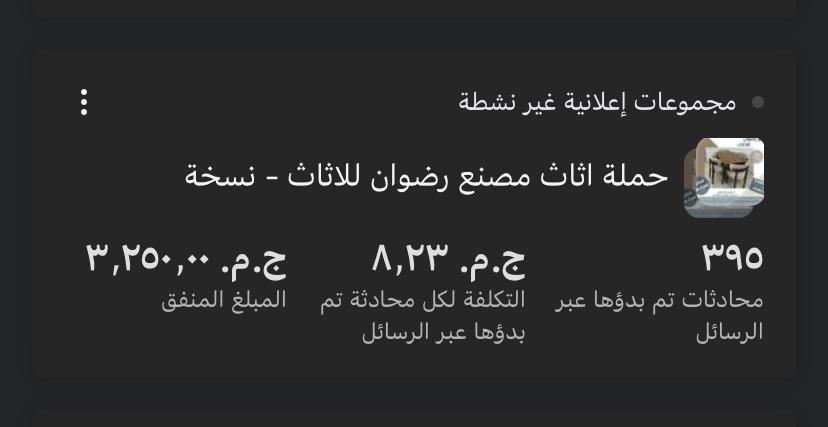 مجموعات إعلانية غير نشطة
حملة اثاث مصنع رضوان للاثاث - نسخة
٣٩٥
محادثات تم بدؤها عبر
الرسائل
ج.م. ٨,٢٣
التكلفة لكل محادثة تم
بدؤها عبر الرسائل
ج.م. ٣,٢٥٠,٠٠
المبلغ المنفق